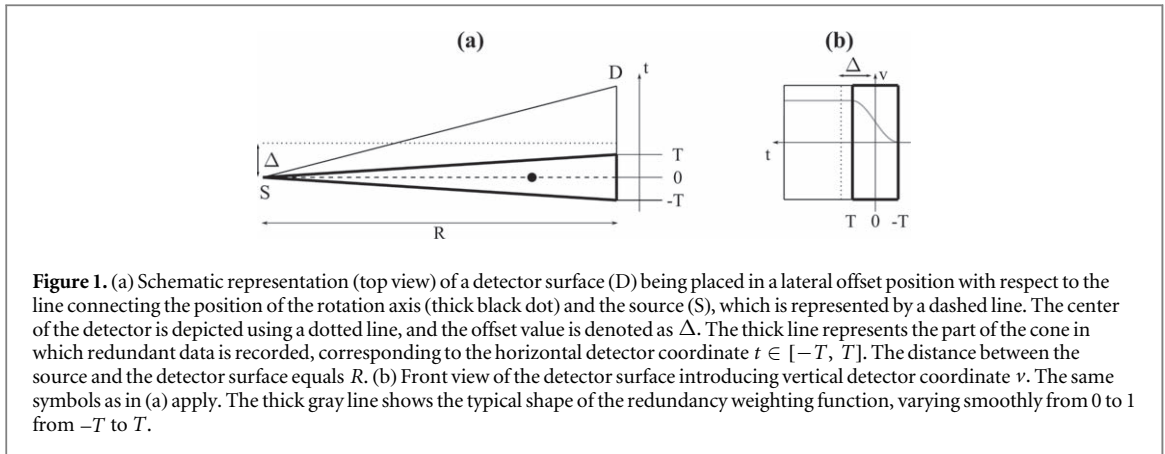 (a)
(b)
D
t
Δ
v
Δ
T
S
0
t
-T
T 0 -T
R
Figure 1. (a) Schematic representation (top view) of a detector surface (D) being placed in a lateral offset position with respect to the
line connecting the position of the rotation axis (thick black dot) and the source (S), which is represented by a dashed line. The center
of the detector is depicted using a dotted line, and the offset value is denoted as Δ. The thick line represents the part of the cone in
which redundant data is recorded, corresponding to the horizontal detector coordinate t ∈ [−T, T]. The distance between the
source and the detector surface equals R. (b) Front view of the detector surface introducing vertical detector coordinate v. The same
symbols as in (a) apply. The thick gray line shows the typical shape of the redundancy weighting function, varying smoothly from 0 to 1
from −T to T.